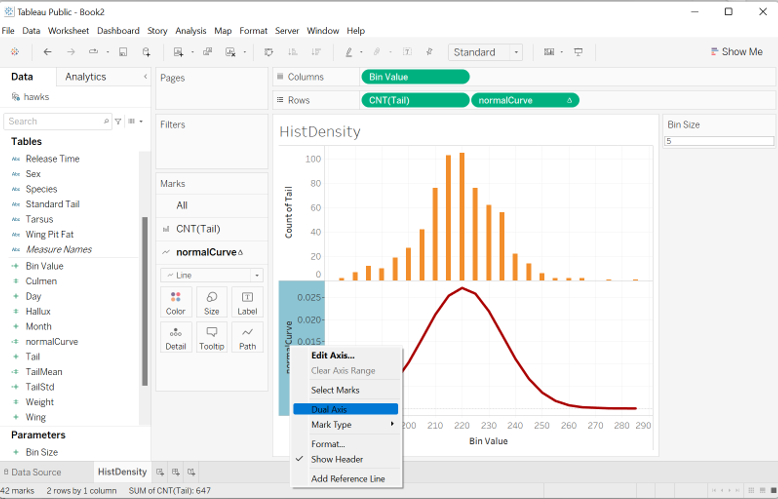 Tableau Public - Book2
File Data Worksheet Dashboard Story Analysis Map Format Server Window Help
Standard
Show Me
Data Analytics
hawks
Search
Tables
Release Time
Sex
Species
Standard Tail
Tarsus
Wing Pit Fat
Measure Names
Bin Value
Culmen
Day
Hallux
Month
normalCurve
Tail
TailMean
TailStd
Weight
Wing
Parameters
Bin Size
Pages
Filters
Marks
All
CNT(Tail)
normalCurve
Line
Color Size Label
Detail Tooltip Path
Columns Bin Value
Rows CNT(Tail) normalCurve
HistDensity
Count of Tail
100
80
60
40
20
0
normalCurve
0.025
0.020
0.015
Edit Axis...
Clear Axis Range
Select Marks
Dual Axis
Mark Type
Format...
Show Header
Add Reference Line
200 210 220 230 240 250 260 265 280 290
Bin Value
Bin Size
5
Data Source HistDensity
42 marks 2 rows by 1 column SUM of CNT(Tail): 647